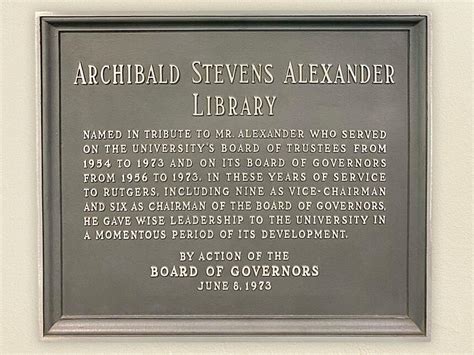 ARCHIBALD STEVENS ALEXANDER
LIBRARY
NAMED IN TRIBUTE TO MR. ALEXANDER WHO SERVED
ON THE UNIVERSITY'S BOARD OF TRUSTEES FROM
1954 TO 1973 AND ON ITS BOARD OF GOVERNORS
FROM 1956 TO 1973. IN THESE YEARS OF SERVICE
TO RUTGERS, INCLUDING NINE AS VICE-CHAIRMAN
AND SIX AS CHAIRMAN OF THE BOARD OF GOVERNORS,
HE GAVE WISE LEADERSHIP TO THE UNIVERSITY IN
A MOMENTOUS PERIOD OF ITS DEVELOPMENT.
BY ACTION OF THE
BOARD OF GOVERNORS
JUNE 8, 1973